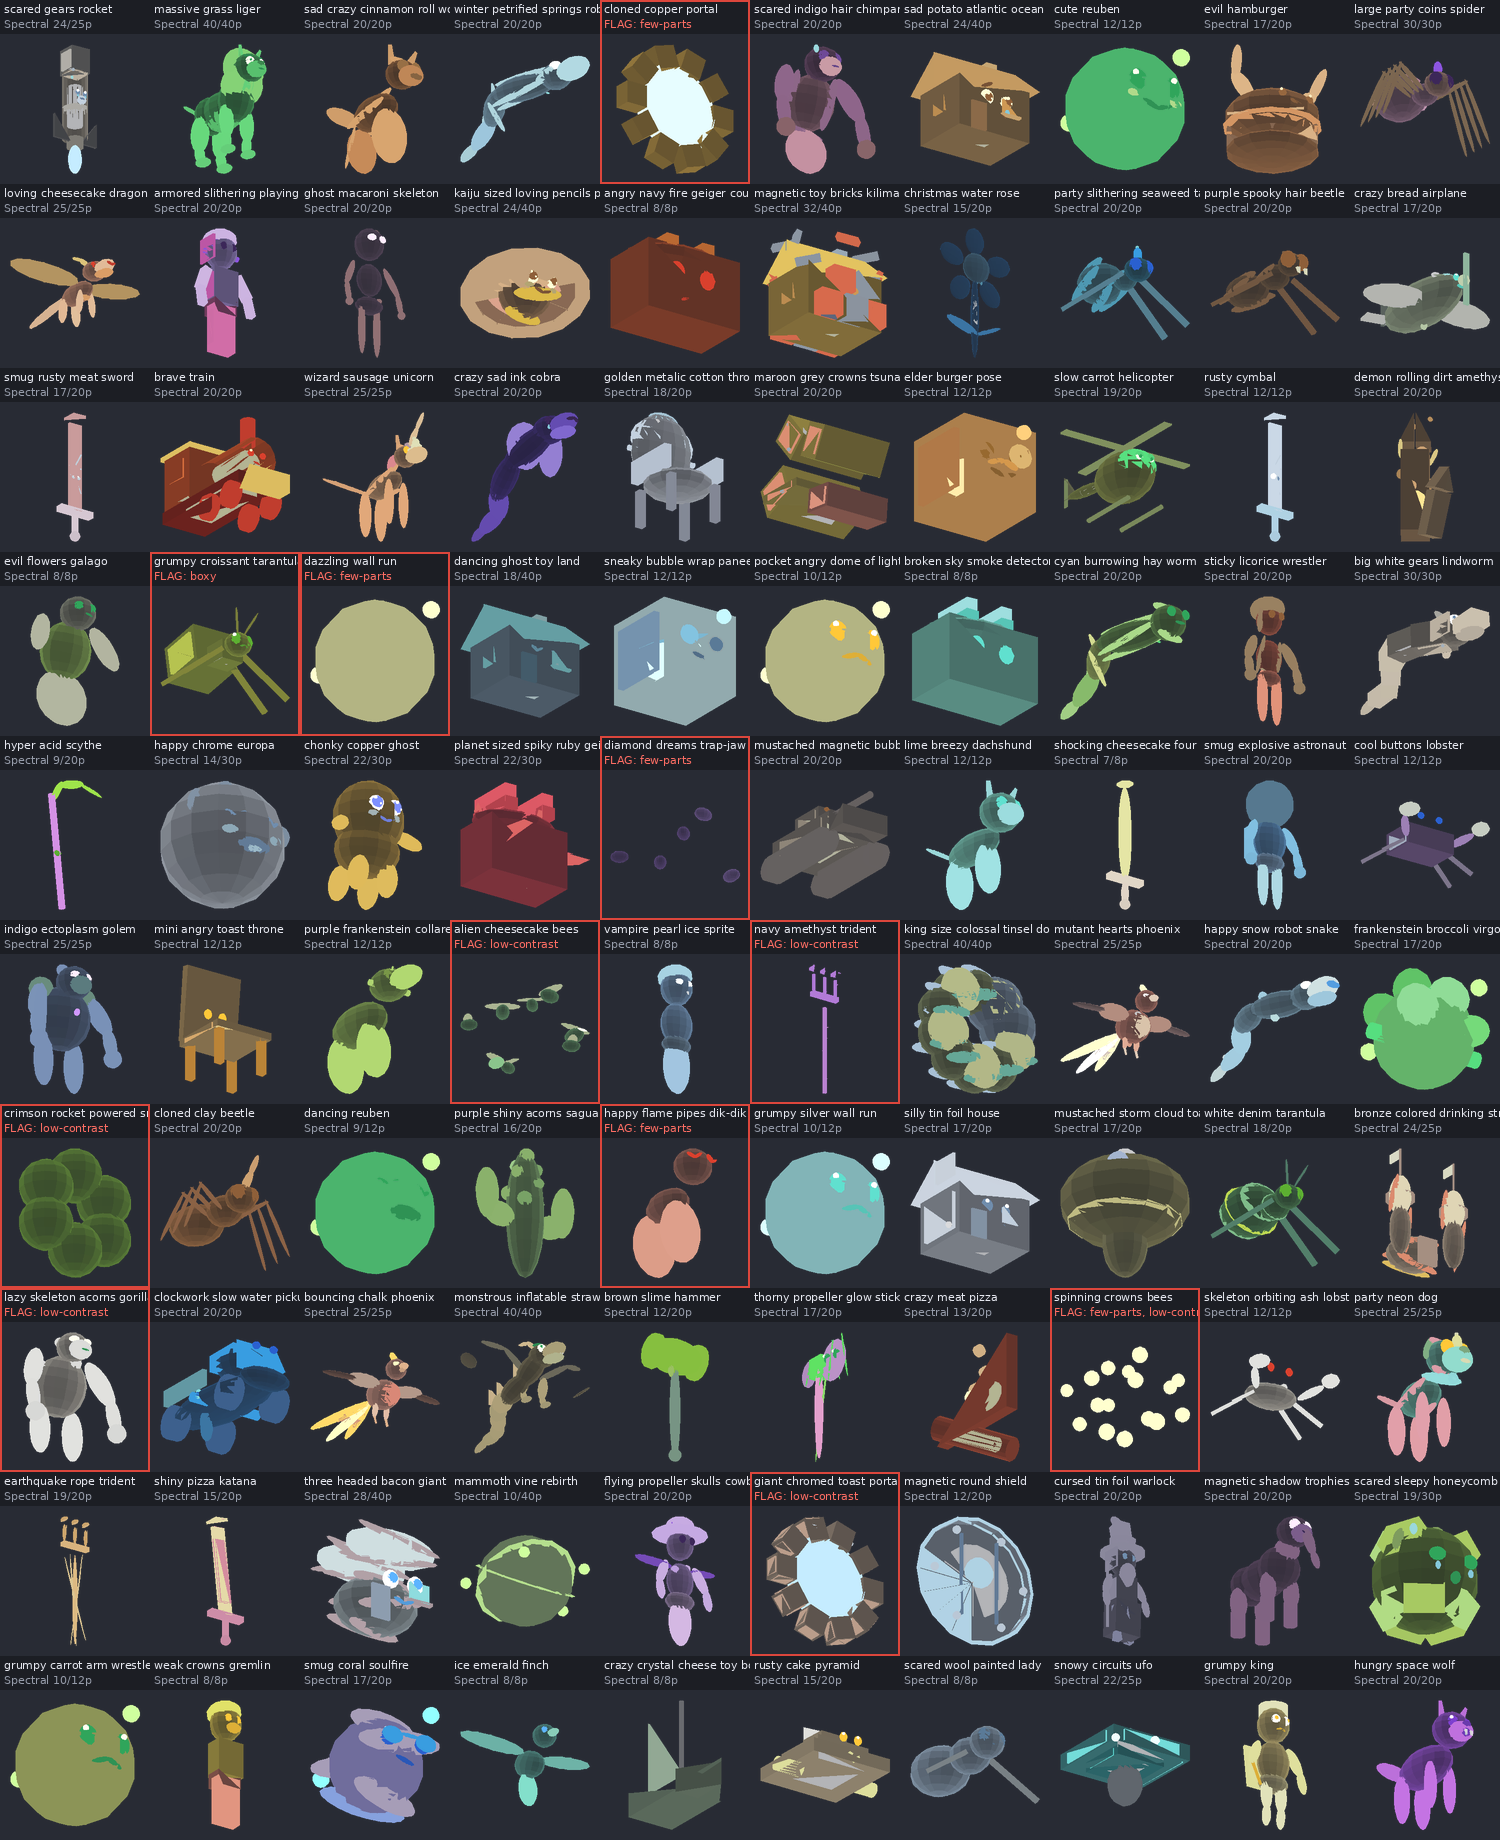 scared gears rocket
Spectral 24/25p
massive grass liger
Spectral 40/40p
sad crazy cinnamon roll wo
Spectral 20/20p
winter petrified springs rob
Spectral 20/20p
cloned copper portal
FLAG: few-parts
scared indigo hair chimpan
Spectral 20/20p
sad potato atlantic ocean
Spectral 24/40p
cute reuben
Spectral 12/12p
evil hamburger
Spectral 17/20p
large party coins spider
Spectral 30/30p
loving cheesecake dragon
Spectral 25/25p
armored slithering playing
Spectral 20/20p
ghost macaroni skeleton
Spectral 20/20p
kaiju sized loving pencils p
Spectral 24/40p
angry navy fire geiger cou
Spectral 8/8p
magnetic toy bricks kilima
Spectral 32/40p
christmas water rose
Spectral 15/20p
party slithering seaweed ta
Spectral 20/20p
purple spooky hair beetle
Spectral 20/20p
crazy bread airplane
Spectral 17/20p
smug rusty meat sword
Spectral 17/20p
brave train
Spectral 20/20p
wizard sausage unicorn
Spectral 25/25p
crazy sad ink cobra
Spectral 20/20p
golden metalic cotton thro
Spectral 18/20p
maroon grey crowns tsuna
Spectral 20/20p
elder burger pose
Spectral 12/12p
slow carrot helicopter
Spectral 19/20p
rusty cymbal
Spectral 12/12p
demon rolling dirt amethys
Spectral 20/20p
evil flowers galago
Spectral 8/8p
grumpy croissant tarantul
FLAG: boxy
dazzling wall run
FLAG: few-parts
dancing ghost toy land
Spectral 18/40p
sneaky bubble wrap panee
Spectral 12/12p
pocket angry dome of light
Spectral 10/12p
broken sky smoke detector
Spectral 8/8p
cyan burrowing hay worm
Spectral 20/20p
sticky licorice wrestler
Spectral 20/20p
big white gears lindworm
Spectral 30/30p
hyper acid scythe
Spectral 9/20p
happy chrome europa
Spectral 14/30p
chonky copper ghost
Spectral 22/30p
planet sized spiky ruby gei
Spectral 22/30p
diamond dreams trap-jaw
FLAG: few-parts
mustached magnetic bubb
Spectral 20/20p
lime breezy dachshund
Spectral 12/12p
shocking cheesecake four
Spectral 7/8p
smug explosive astronaut
Spectral 20/20p
cool buttons lobster
Spectral 12/12p
indigo ectoplasm golem
Spectral 25/25p
mini angry toast throne
Spectral 12/12p
purple frankenstein collare
Spectral 12/12p
alien cheesecake bees
FLAG: low-contrast
vampire pearl ice sprite
Spectral 8/8p
navy amethyst trident
FLAG: low-contrast
king size colossal tinsel do
Spectral 40/40p
mutant hearts phoenix
Spectral 25/25p
happy snow robot snake
Spectral 20/20p
frankenstein broccoli virgo
Spectral 17/20p
crimson rocket powered sn
FLAG: low-contrast
cloned clay beetle
Spectral 20/20p
dancing reuben
Spectral 9/12p
purple shiny acorns sagua
Spectral 16/20p
happy flame pipes dik-dik
FLAG: few-parts
grumpy silver wall run
Spectral 10/12p
silly tin foil house
Spectral 17/20p
mustached storm cloud toa
Spectral 17/20p
white denim tarantula
Spectral 18/20p
bronze colored drinking str
Spectral 24/25p
lazy skeleton acorns gorill
FLAG: low-contrast
clockwork slow water picku
Spectral 20/20p
bouncing chalk phoenix
Spectral 25/25p
monstrous inflatable straw
Spectral 40/40p
brown slime hammer
Spectral 12/20p
thorny propeller glow stick
Spectral 17/20p
crazy meat pizza
Spectral 13/20p
spinning crowns bees
FLAG: few-parts, low-contr
skeleton orbiting ash lobst
Spectral 12/12p
party neon dog
Spectral 25/25p
earthquake rope trident
Spectral 19/20p
shiny pizza katana
Spectral 15/20p
three headed bacon giant
Spectral 28/40p
mammoth vine rebirth
Spectral 10/40p
flying propeller skulls cowb
Spectral 20/20p
giant chromed toast porta
FLAG: low-contrast
magnetic round shield
Spectral 12/20p
cursed tin foil warlock
Spectral 20/20p
magnetic shadow trophies
Spectral 20/20p
scared sleepy honeycomb
Spectral 19/30p
grumpy carrot arm wrestle
Spectral 10/12p
weak crowns gremlin
Spectral 8/8p
smug coral soulfire
Spectral 17/20p
ice emerald finch
Spectral 8/8p
crazy crystal cheese toy bo
Spectral 8/8p
rusty cake pyramid
Spectral 15/20p
scared wool painted lady
Spectral 8/8p
snowy circuits ufo
Spectral 22/25p
grumpy king
Spectral 20/20p
hungry space wolf
Spectral 20/20p